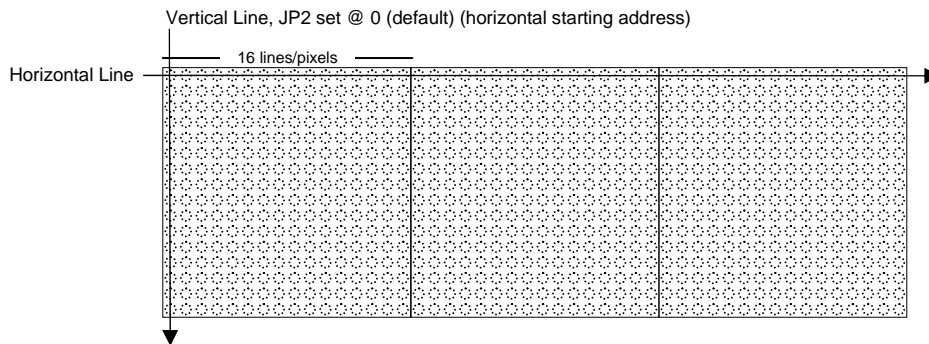 Vertical Line, JP2 set @ 0 (default) (horizontal starting address)
16 lines/pixels
Horizontal Line